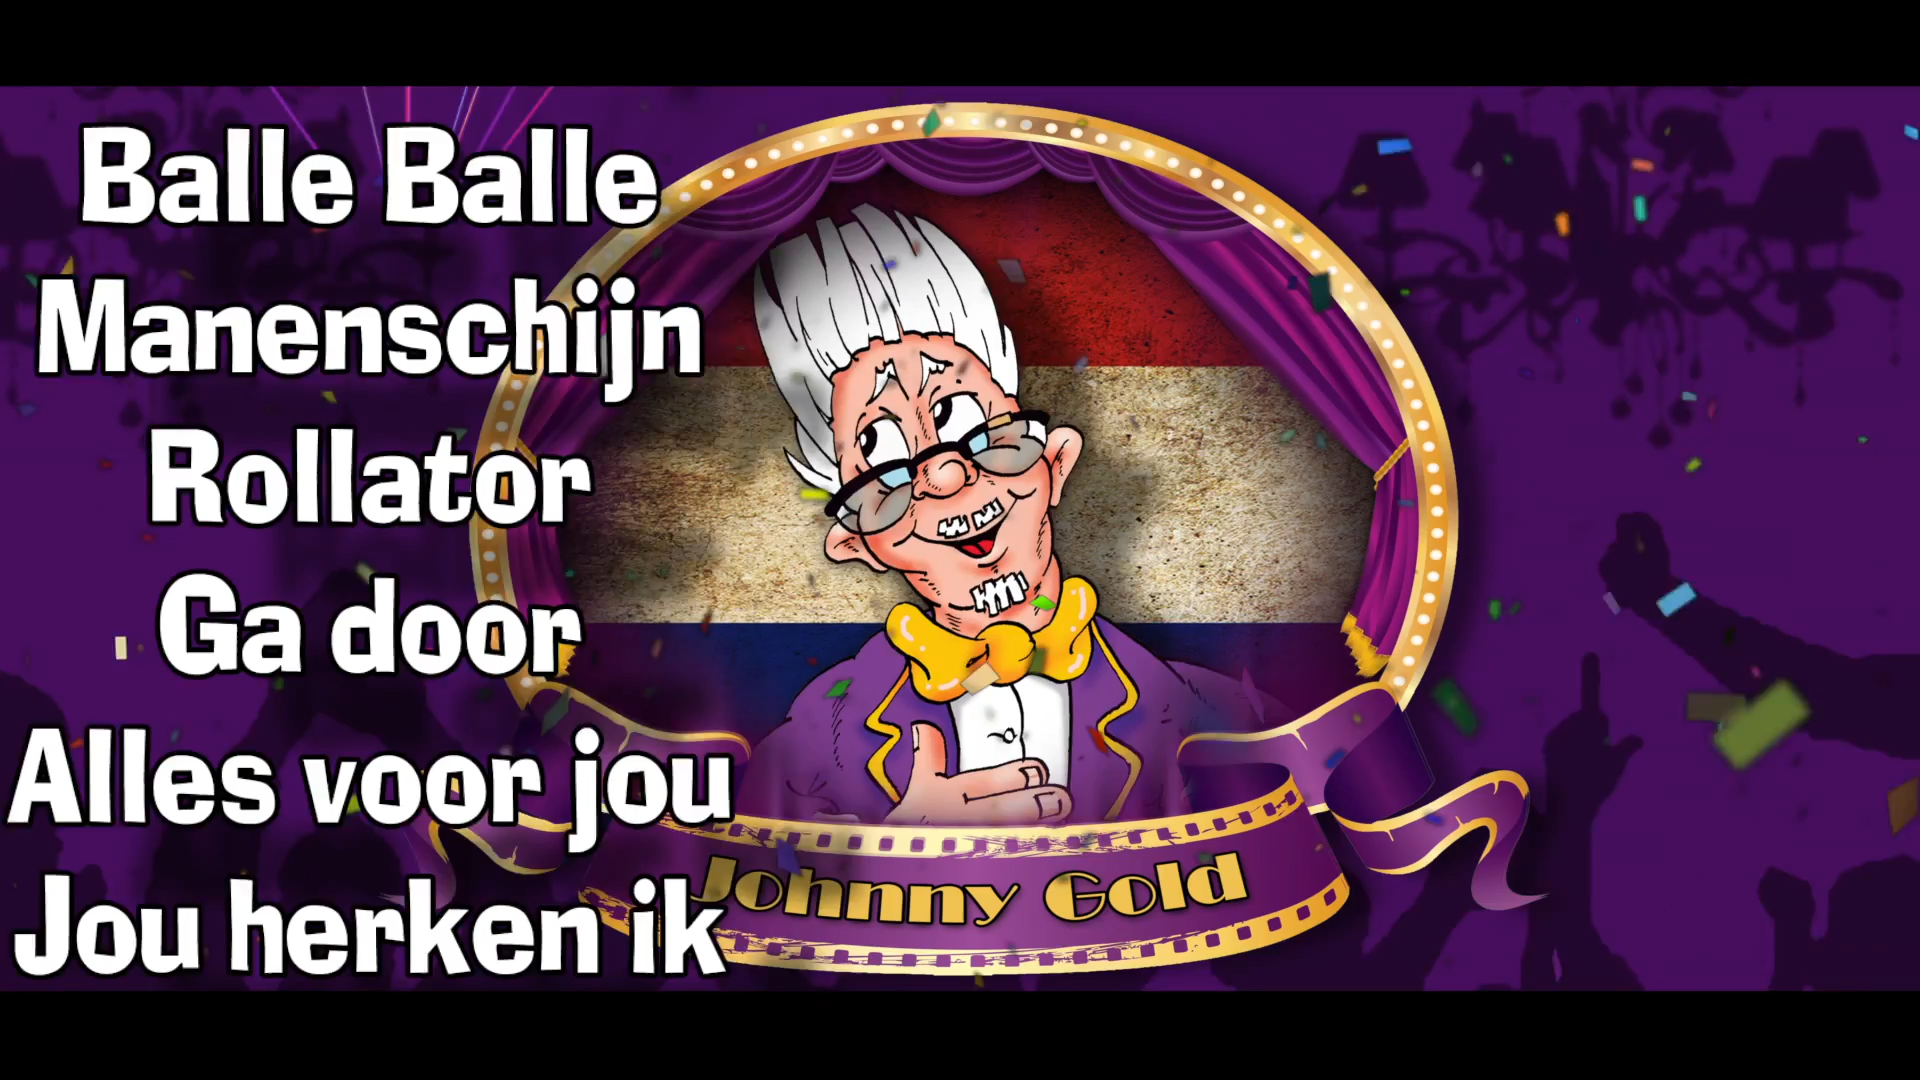 Balle Balle
Manenschijn
Rollator
Ga door
Alles voor jou
Jou herken ik
Johnny Gold